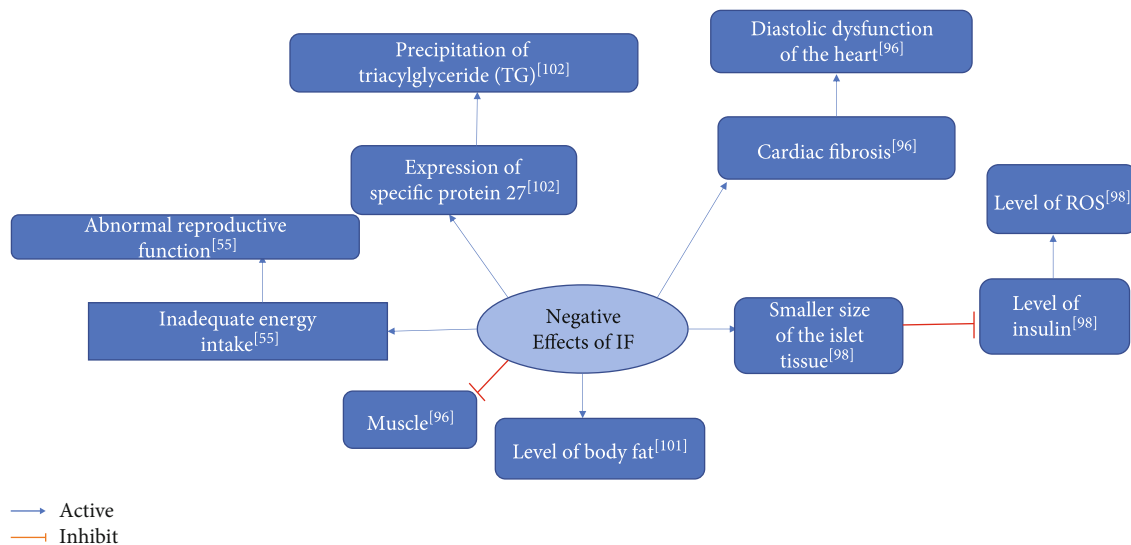 Precipitation of
triacylglyceride (TG)[102]
Diastolic dysfunction
of the heart[96]
Expression of
specific protein 27[102]
Cardiac fibrosis[96]
Level of ROS[98]
Abnormal reproductive
function[55]
Inadequate energy
intake[55]
Negative
Effects of IF
Smaller size
of the islet
tissue[98]
Level of
insulin[98]
Muscle[96]
Level of body fat[101]
Active
Inhibit